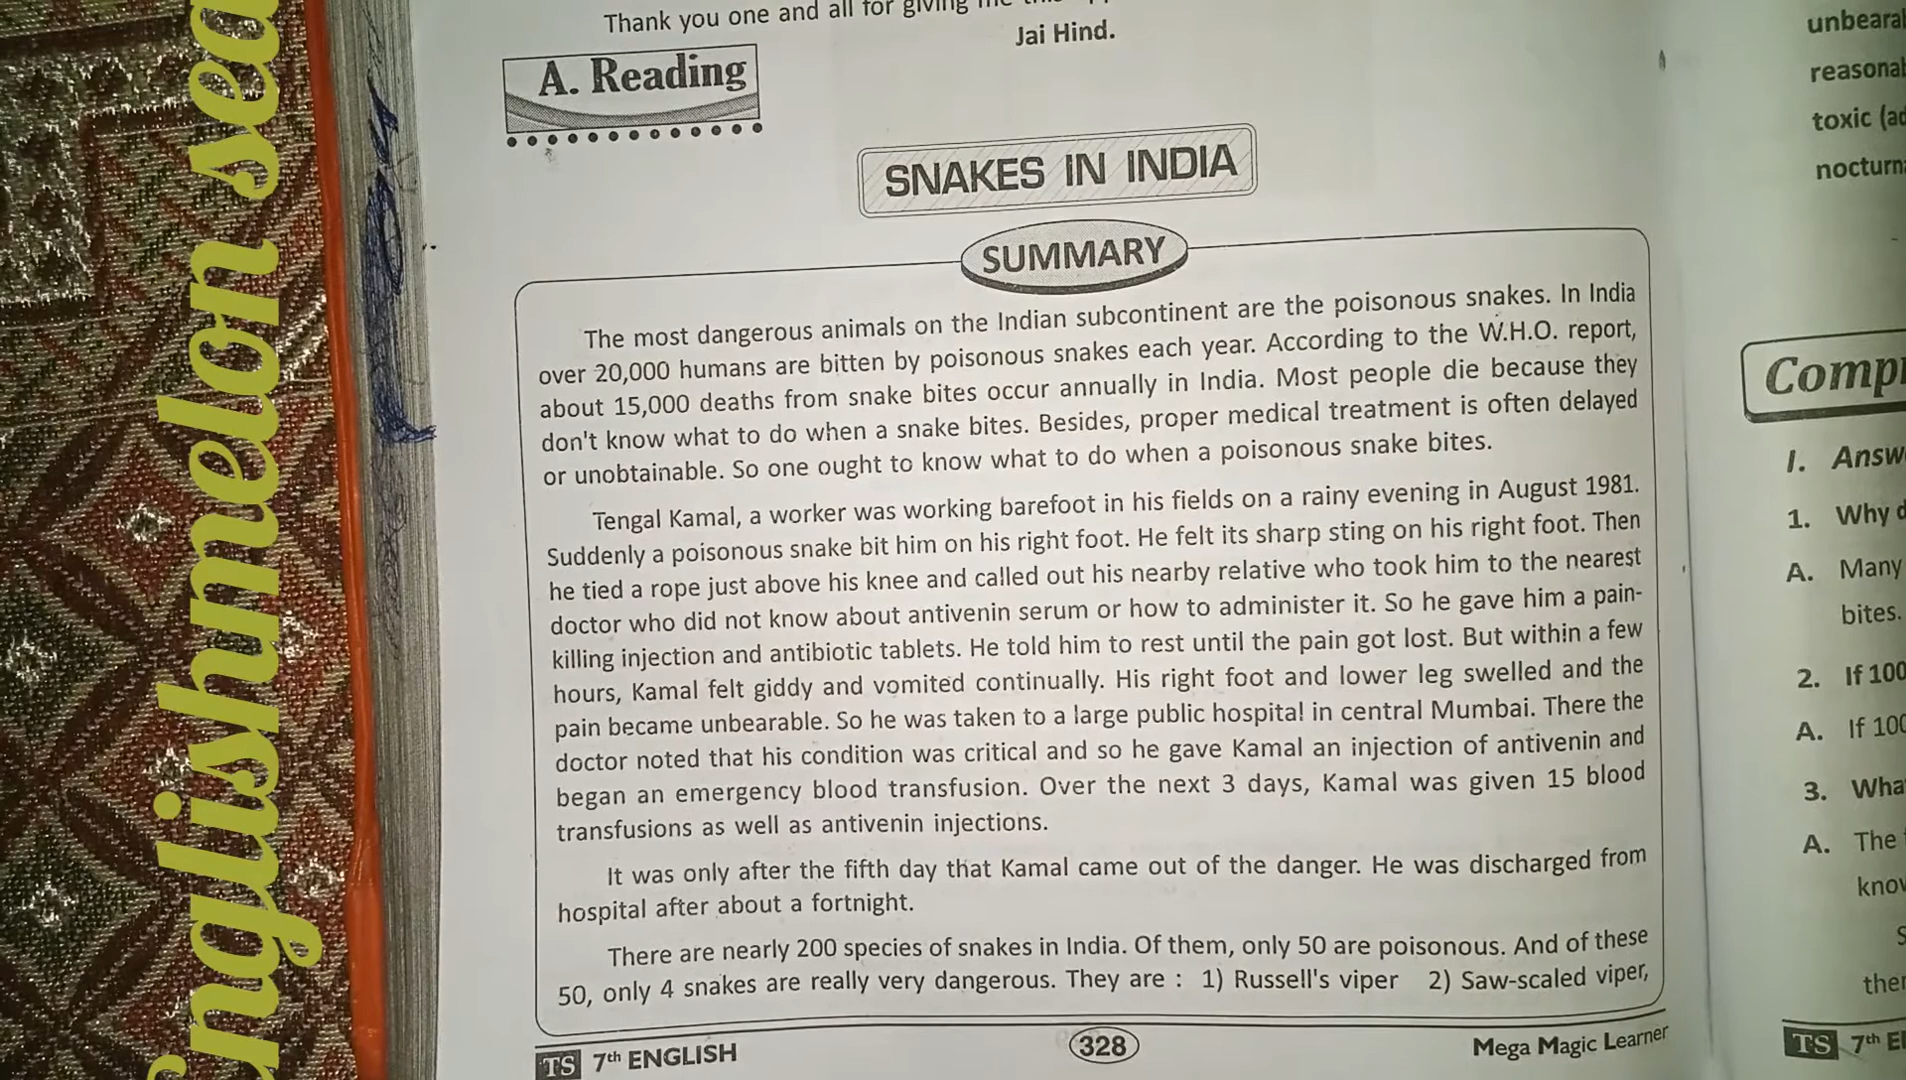 Thank you one and all for giving
Jai Hind.
A. Reading
SNAKES IN INDIA
SUMMARY
The most dangerous animals on the Indian subcontinent are the poisonous snakes. In India
over 20,000 humans are bitten by poisonous snakes each year. According to the W.H.O. report,
about 15,000 deaths from snake bites occur annually in India. Most people die because they
don't know what to do when a snake bites. Besides, proper medical treatment is often delayed
or unobtainable. So one ought to know what to do when a poisonous snake bites.
Tengal Kamal, a worker was working barefoot in his fields on a rainy evening in August 1981.
Suddenly a poisonous snake bit him on his right foot. He felt its sharp sting on his right foot. Then
he tied a rope just above his knee and called out his nearby relative who took him to the nearest
doctor who did not know about antivenin serum or how to administer it. So he gave him a pain-
killing injection and antibiotic tablets. He told him to rest until the pain got lost. But within a few
hours, Kamal felt giddy and vomited continually. His right foot and lower leg swelled and the
pain became unbearable. So he was taken to a large public hospital in central Mumbai. There the
doctor noted that his condition was critical and so he gave Kamal an injection of antivenin and
began an emergency blood transfusion. Over the next 3 days, Kamal was given 15 blood
transfusions as well as antivenin injections.
It was only after the fifth day that Kamal came out of the danger. He was discharged from
hospital after about a fortnight.
There are nearly 200 species of snakes in India. Of them, only 50 are poisonous. And of these
50, only 4 snakes are really very dangerous. They are : 1) Russell's viper 2) Saw-scaled viper,
TS 7th ENGLISH
328
Mega Magic Learner
toxic
I.
1. Why
A. Many
bites.
2. If 100
A. If
3.
A. The
TS 7th